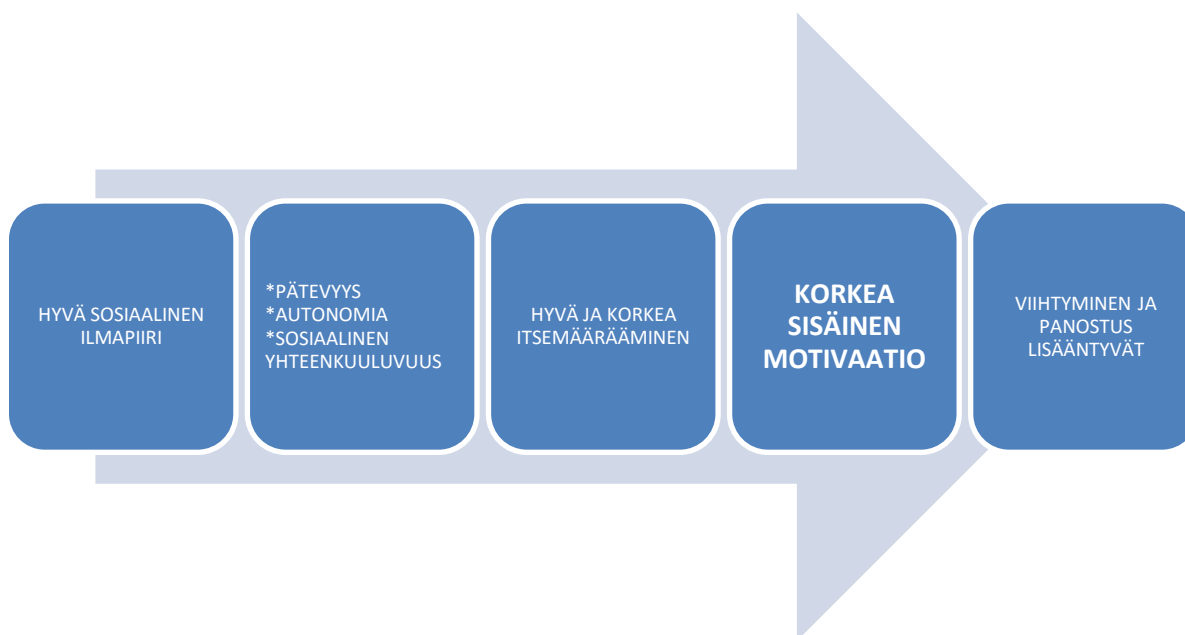 HYVÄ SOSIAALINEN
ILMAPIIRI
*PÄTEVYYS
*AUTONOMIA
*SOSIAALINEN
YHTEENKUULUVUUS
HYVÄ JA KORKEA
ITSEMÄÄRÄÄMINEN
KORKEA
SISÄINEN
MOTIVAATIO
VIIHTYMINEN JA
PANOSTUS
LISÄÄNTYVÄT